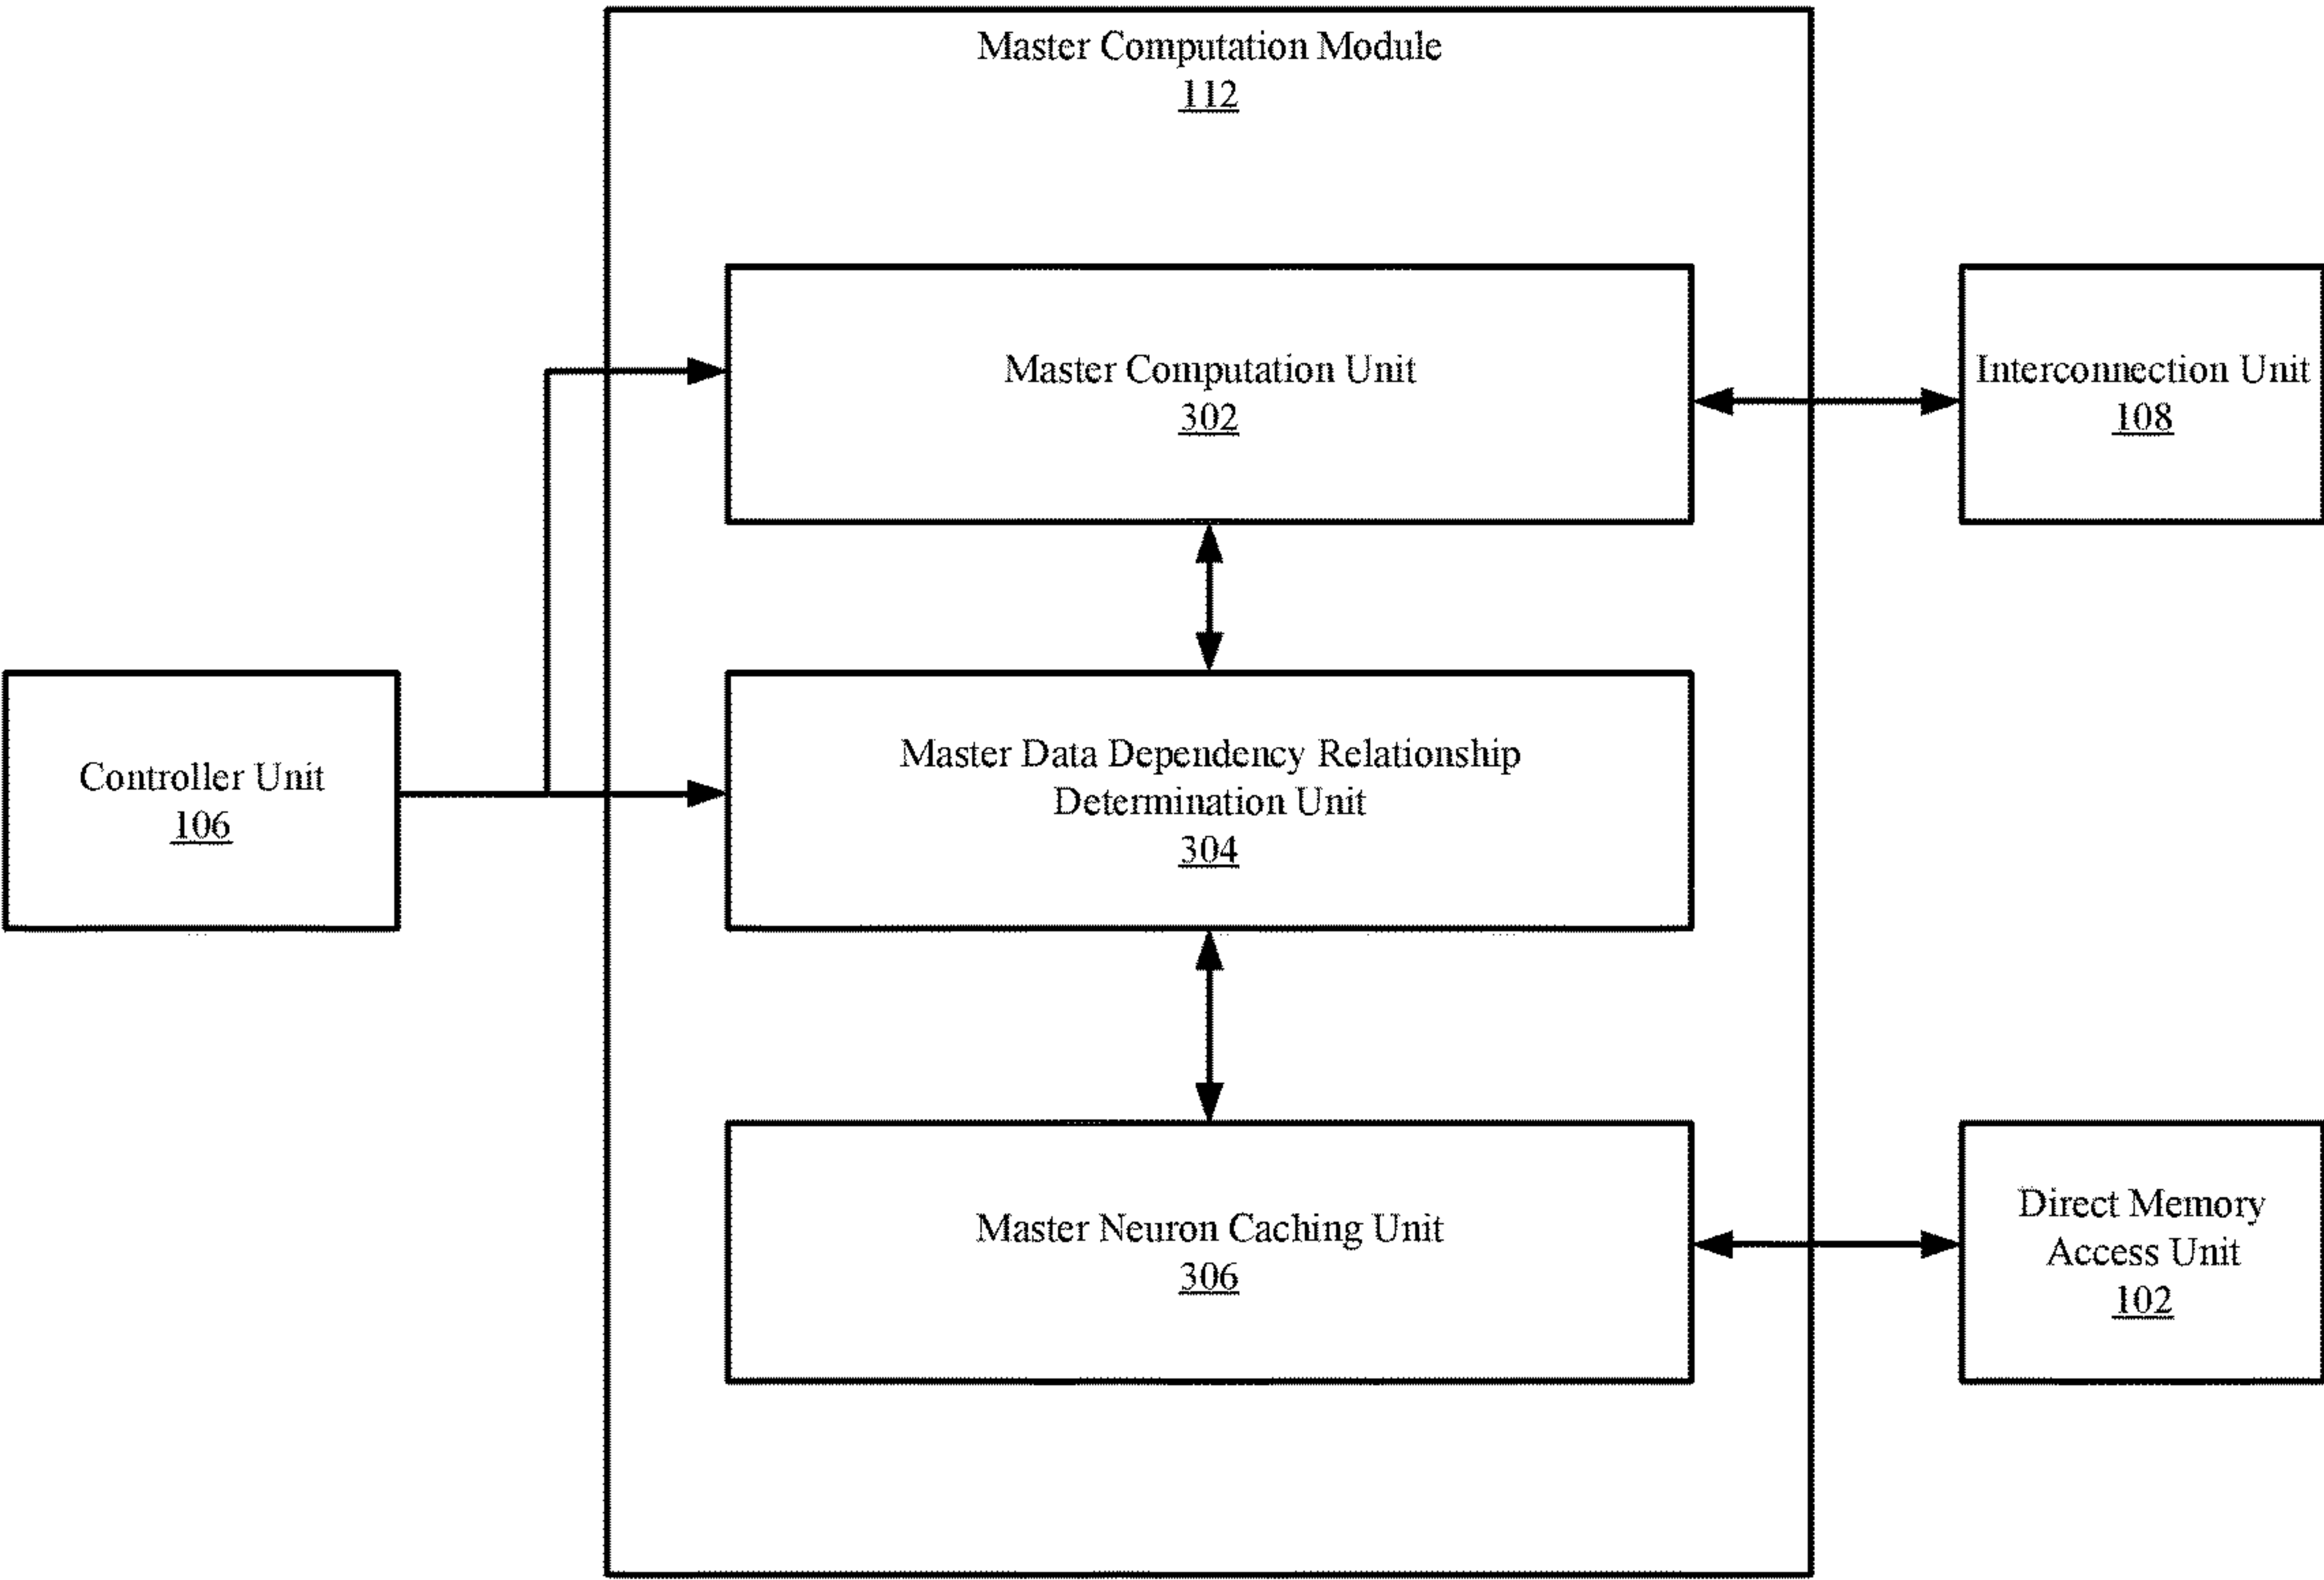 Master Computation Module
112
Master Computation Unit
302
Interconnection Unit
108
Controller Unit
106
Master Data Dependency Relationship
Determination Unit
304
Master Neuron Caching Unit
306
Direct Memory
Access Unit
102